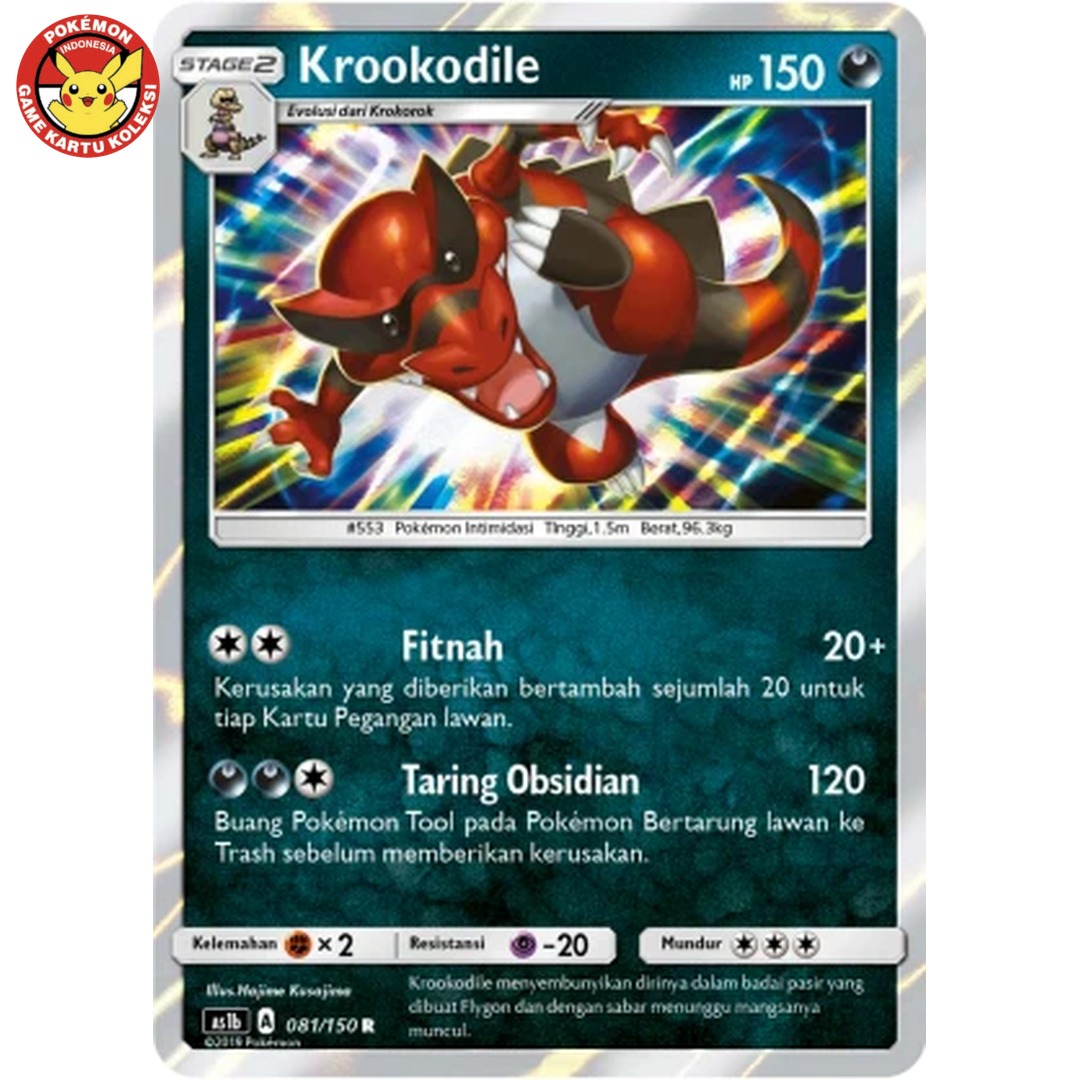 POKÉMON
INDONESIA
GAME KARTU KOLEKSI
STAGE2
Krookodile
HP 150
Evolusi dari Krokorok
#553 Pokémon Intimidasi Tinggi.1.5m Berat.96.3kg
Fitnah 20+
Kerusakan yang diberikan bertambah sejumlah 20 untuk
tiap Kartu Pegangan lawan.
Taring Obsidian 120
Buang Pokémon Tool pada Pokémon Bertarung lawan ke
Trash sebelum memberikan kerusakan.
Kelemahan ×2 Resistansi -20 Mundur
Illus.Hajime Kusajima
Krookodile menyembunyikan dirinya dalam badai pasir yang
dibuat Flygon dan dengan sabar menunggu mangsanya
muncul.
as1b A 081/150 R
©2019 Pokémon